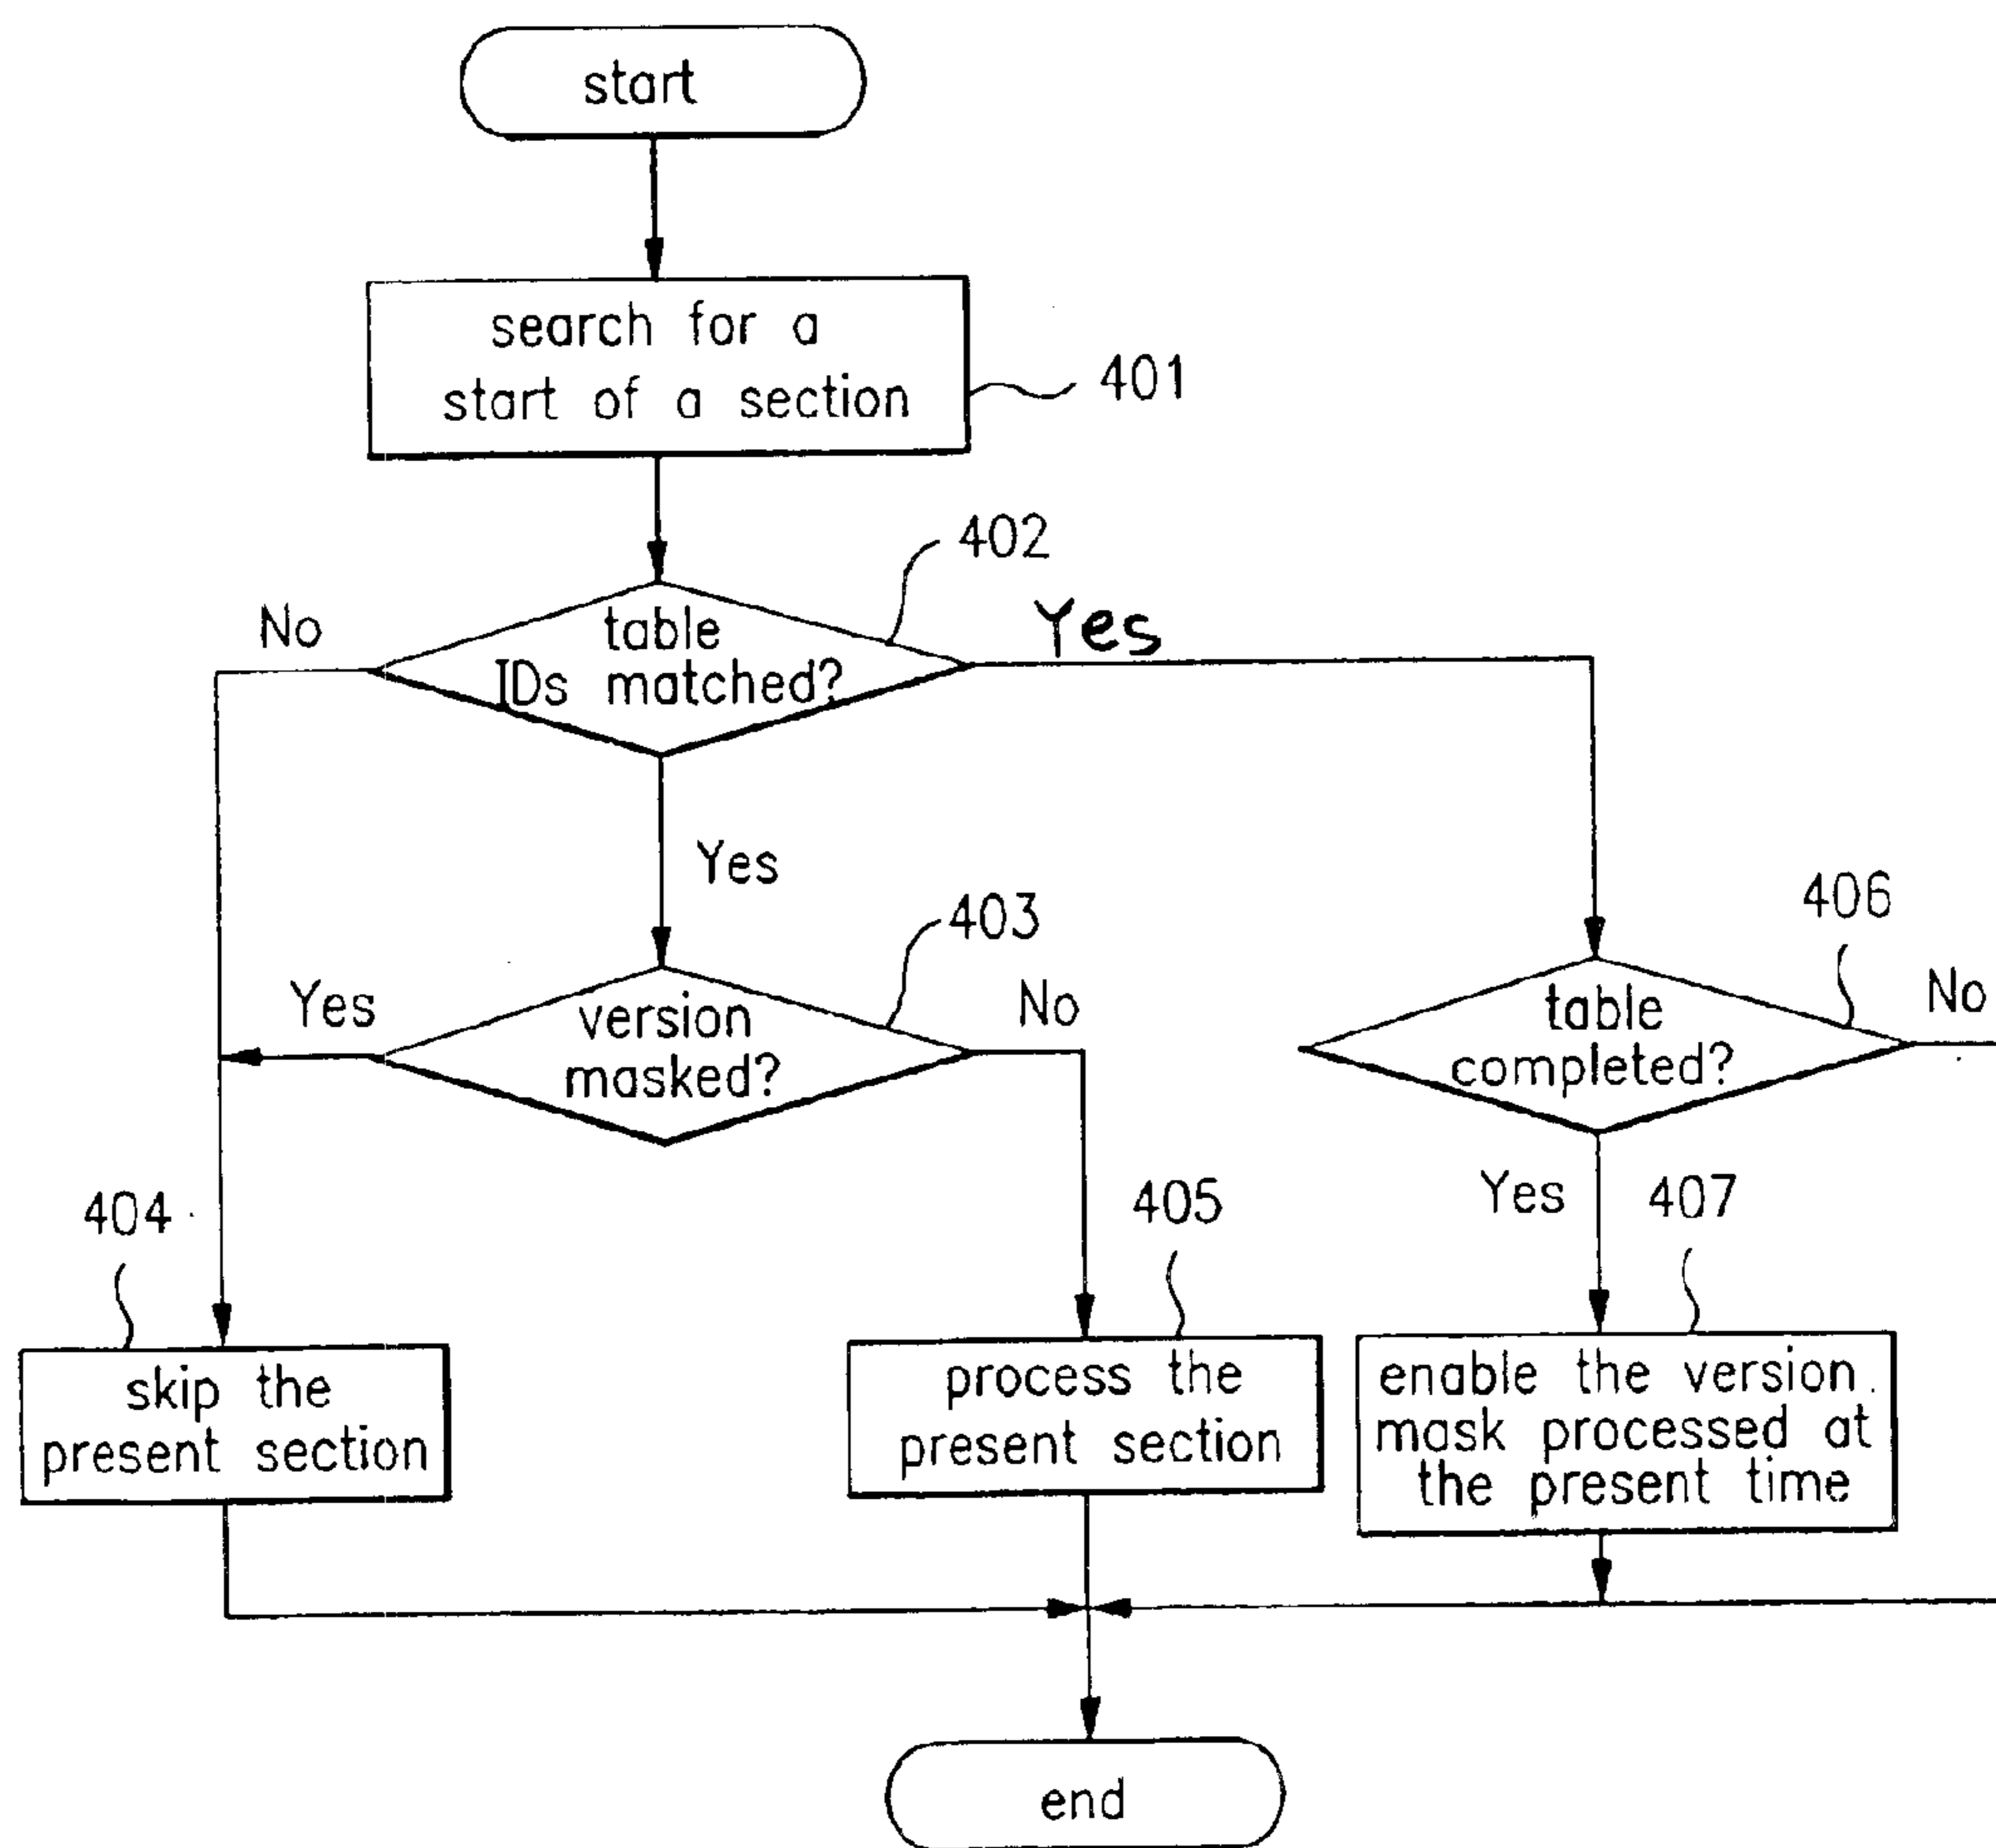 start
search for a
start of a section
401
402
No
table
IDs matched?
Yes
Yes
403
406
Yes
version
masked?
No
table
completed?
No
404
405
Yes
407
skip the
present section
process the
present section
enable the version
mask processed at
the present time
end